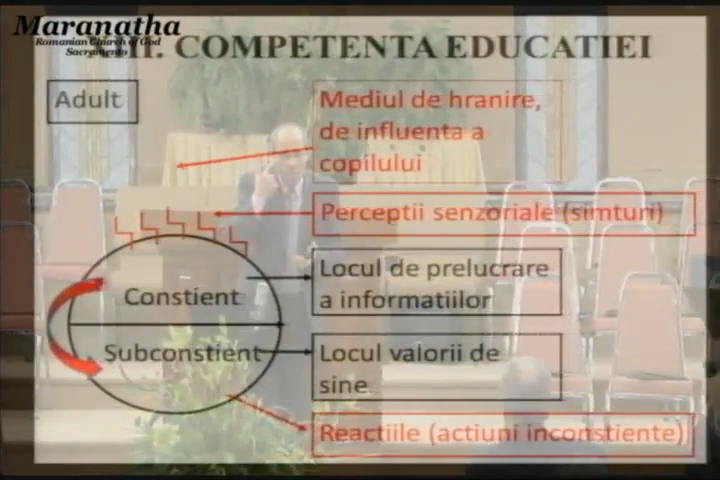 Maranatha
Romanian Church of God
Sacramento
II. COMPETENTA EDUCATIEI
Adult
Mediul de hranire,
de influenta a
copilului
Perceptii senzoriale (simturi)
Locul de prelucrare
a informatiilor
Constient
Subconstient
Locul valorii de
sine
Reactiile (actiuni inconstiente)